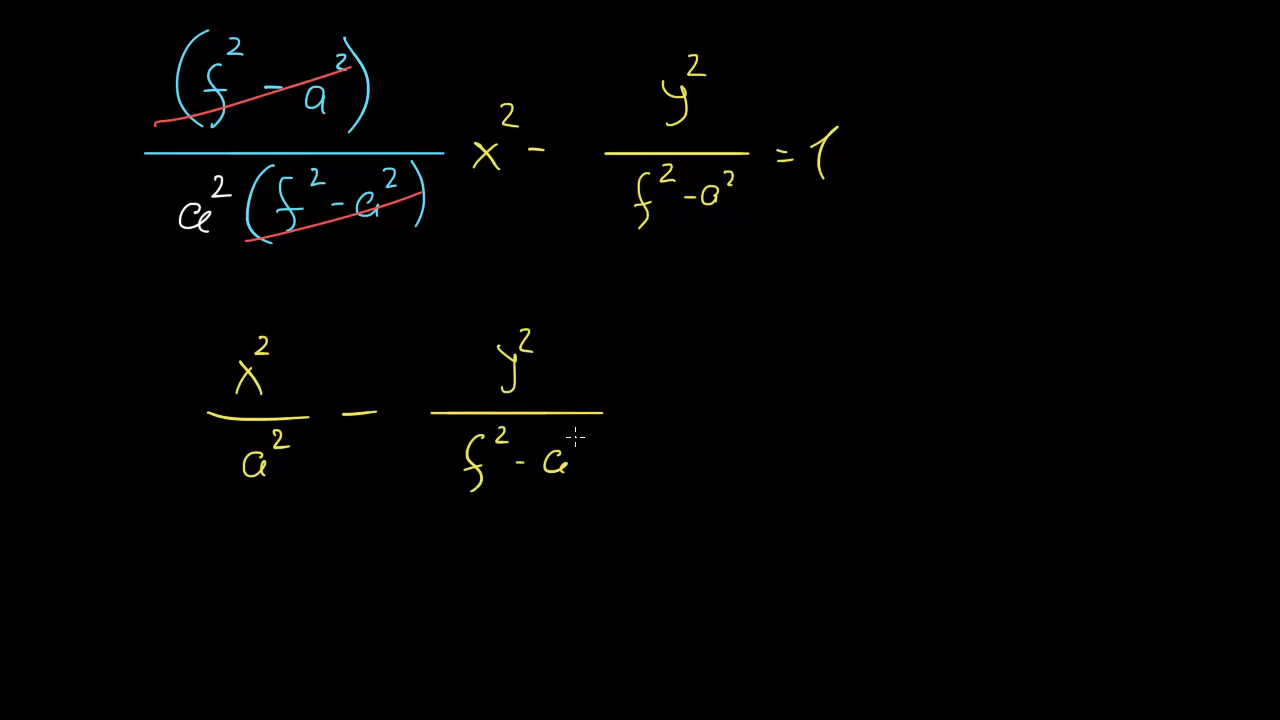 (f² - a²) / a² (f² - a²) x² - y² / f² - a² = 1
x² / a² - y² / f² - a